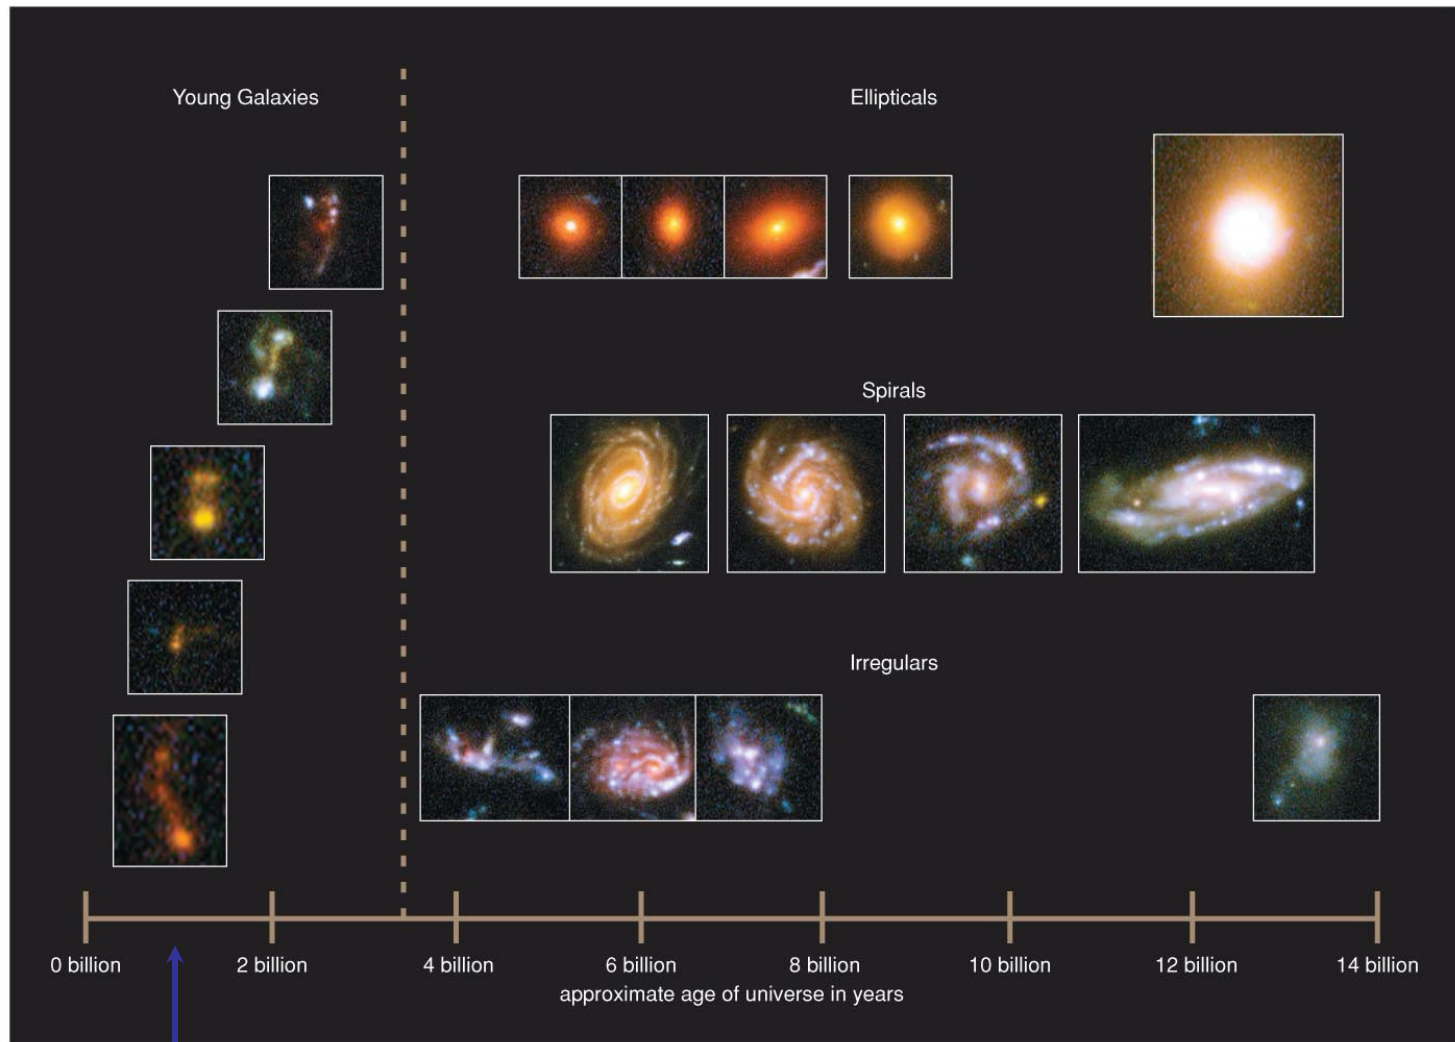 Young Galaxies
Ellipticals
Spirals
Irregulars
0 billion
2 billion
4 billion
6 billion
8 billion
10 billion
12 billion
14 billion
approximate age of universe in years